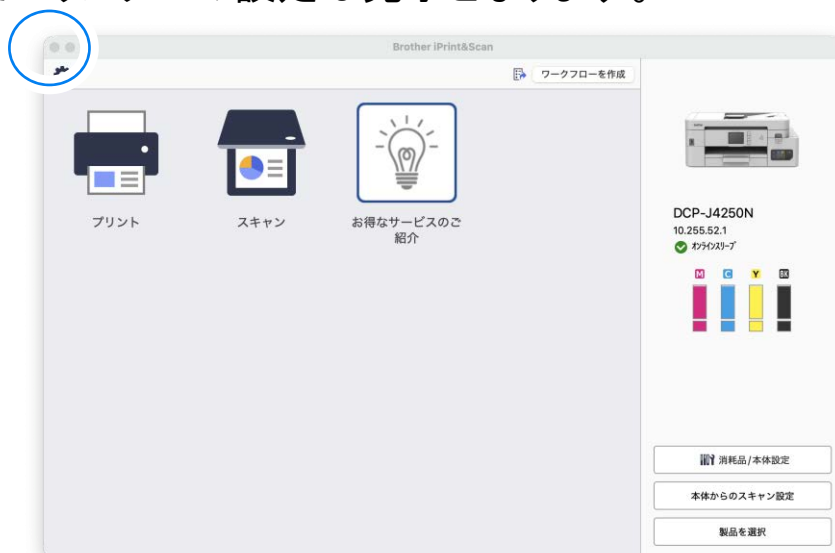 Brother iPrint&Scan
ワークフローを作成
プリント
スキャン
お得なサービスのご
紹介
DCP-J4250N
10.255.52.1
オンラインスリープ
M C Y BK
消耗品/本体設定
本体からのスキャン設定
製品を選択